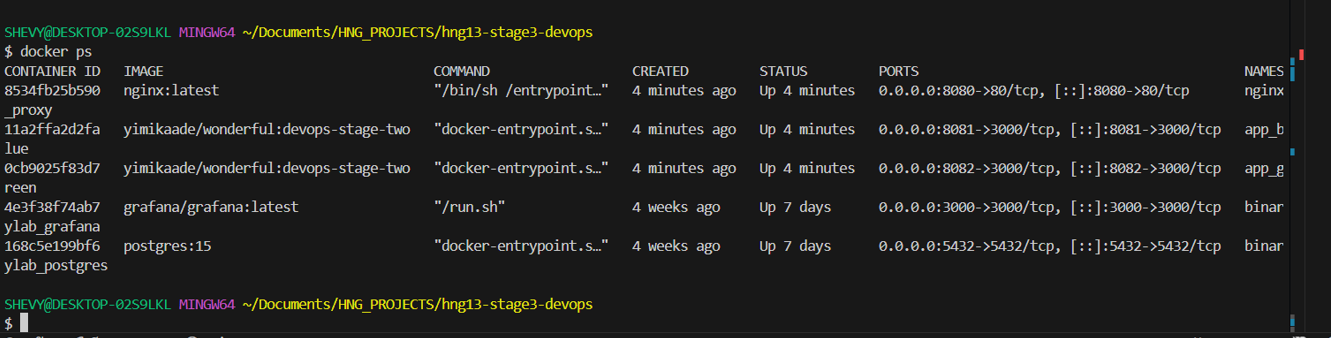 SHEVY@DESKTOP-02S9LKL MINGW64 ~/Documents/HNG_PROJECTS/hng13-stage3-devops
$ docker ps
CONTAINER ID   IMAGE                                COMMAND                  CREATED         STATUS         PORTS                                         NAMES
8534fb25b590   nginx:latest                         "/bin/sh /entrypoint…"   4 minutes ago   Up 4 minutes   0.0.0.0:8080->80/tcp, [::]:8080->80/tcp       nginx
_proxy
11a2ffa2d2fa   yimikaade/wonderful:devops-stage-two   "docker-entrypoint.s…"   4 minutes ago   Up 4 minutes   0.0.0.0:8081->3000/tcp, [::]:8081->3000/tcp   app_b
lue
0cb9025f83d7   yimikaade/wonderful:devops-stage-two   "docker-entrypoint.s…"   4 minutes ago   Up 4 minutes   0.0.0.0:8082->3000/tcp, [::]:8082->3000/tcp   app_g
reen
4e3f38f74ab7   grafana/grafana:latest               "/run.sh"                4 weeks ago     Up 7 days      0.0.0.0:3000->3000/tcp, [::]:3000->3000/tcp   binar
ylab_grafana
168c5e199bf6   postgres:15                          "docker-entrypoint.s…"   4 weeks ago     Up 7 days      0.0.0.0:5432->5432/tcp, [::]:5432->5432/tcp   binar
ylab_postgres
SHEVY@DESKTOP-02S9LKL MINGW64 ~/Documents/HNG_PROJECTS/hng13-stage3-devops
$